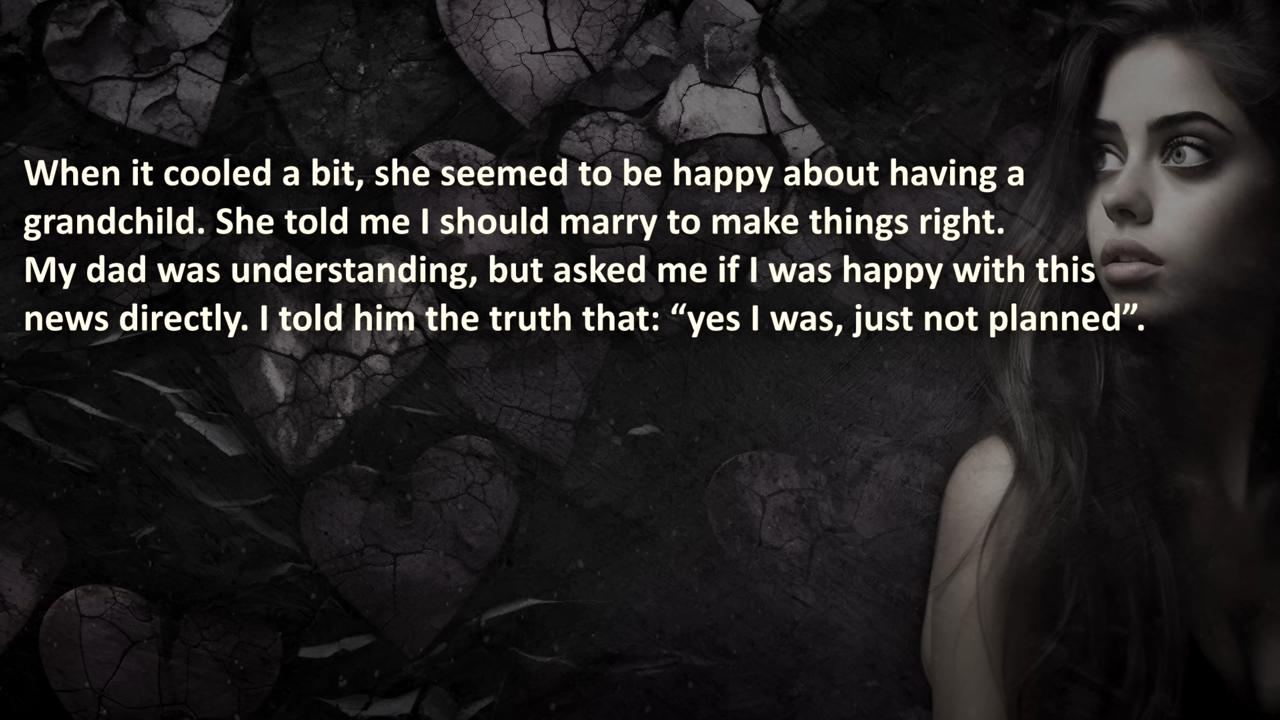 When it cooled a bit, she seemed to be happy about having a
grandchild. She told me I should marry to make things right.
My dad was understanding, but asked me if I was happy with this
news directly. I told him the truth that: “yes I was, just not planned”.